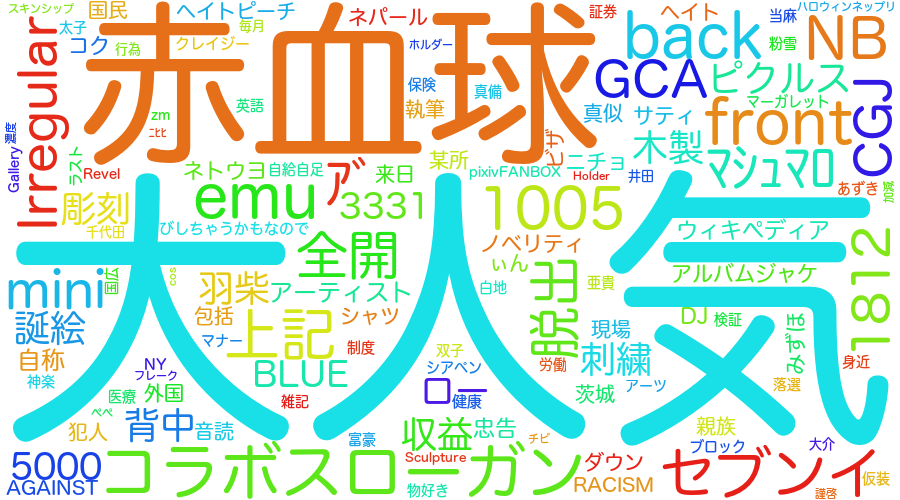 スキンシップ
国民
ヘイトピーチ
ネパール
証券
ヘイト
当麻
ハロウィンネップリ
太子
コク
行為
クレイジー
毎月
ホルダー
back
粉雪
NB
Irregular
赤血球
保険
真備
GCA
ピクルス
マーガレット
CGJ
濃度
Gallery
zm
英語
執筆
真似
サティ
front
ラスト
Revel
ネトウヨ
自給自足
ア
来日
某所
ビザ
ニチョ
木製
マシュマロ
pixivFANBOX
Holder
井田
あずき
加減
彫刻
千代田
emu
3331
1005
大人気
びしちゃうかもなので
全開
ノベリティ
ウィキペディア
1812
mini
国広
cos
羽柴
アーティスト
ぃん
白地
脱臼
亜貴
アルバムジャケ
誕絵
包括
上記
シャツ
現場
DJ
検証
みずほ
自称
マナー
制度
双子
刺繍
労働
身近
神楽
NY
フレーク
BLUE
シアペン
ロー
茨城
アーツ
落選
医療
外国
雑記
健康
ぺぺ
犯人
背中
音読
富豪
収益
忠告
チビ
親族
ブロック
大介
5000
AGAINST
コラボスローガン
Sculpture
物好き
ダウン
RACISM
セブンイ
仮装
謹啓